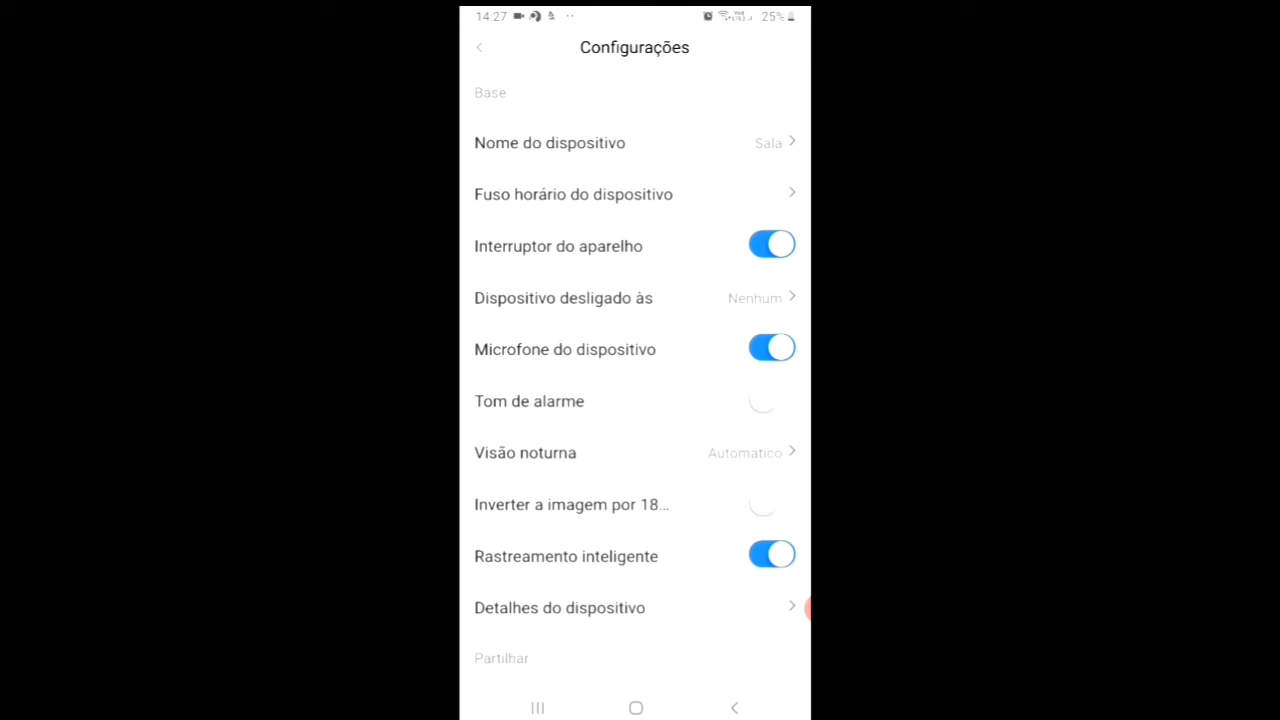 14:27 25%
Configurações
Base
Nome do dispositivo Sala
Fuso horário do dispositivo
Interruptor do aparelho
Dispositivo desligado às Nenhum
Microfone do dispositivo
Tom de alarme
Visão noturna Automático
Inverter a imagem por 18...
Rastreamento inteligente
Detalhes do dispositivo
Partilhar